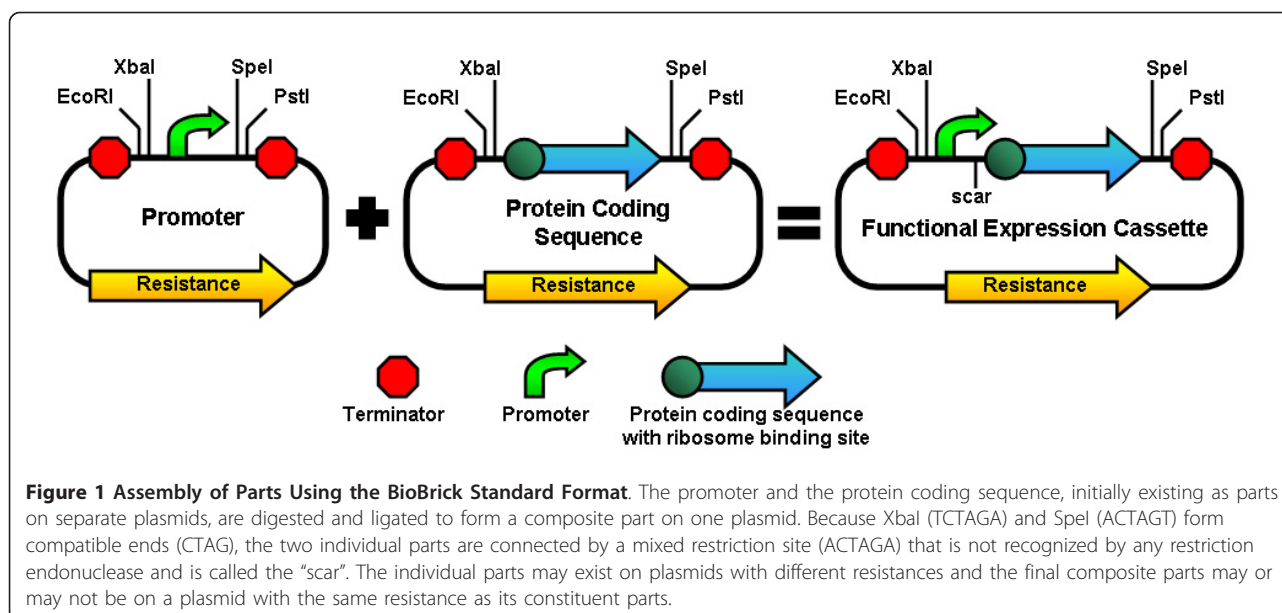 XbaI
SpeI
EcoRI
PstI
Promoter
Resistance
XbaI
SpeI
EcoRI
PstI
Protein Coding
Sequence
Resistance
XbaI
SpeI
EcoRI
PstI
scar
Functional Expression Cassette
Resistance
Terminator
Promoter
Protein coding sequence
with ribosome binding site
Figure 1 Assembly of Parts Using the BioBrick Standard Format. The promoter and the protein coding sequence, initially existing as parts
on separate plasmids, are digested and ligated to form a composite part on one plasmid. Because XbaI (TCTAGA) and SpeI (ACTAGT) form
compatible ends (CTAG), the two individual parts are connected by a mixed restriction site (ACTAGA) that is not recognized by any restriction
endonuclease and is called the “scar”. The individual parts may exist on plasmids with different resistances and the final composite parts may or
may not be on a plasmid with the same resistance as its constituent parts.